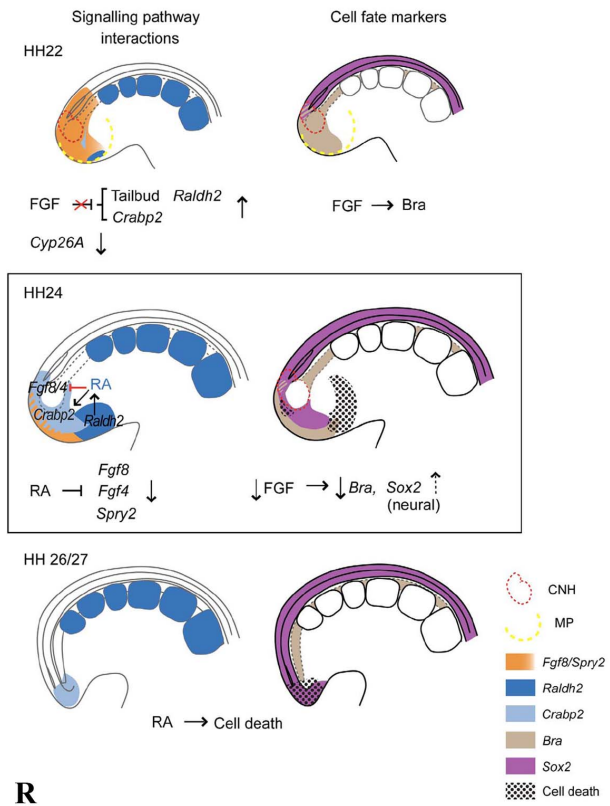 Signalling pathway
interactions
Cell fate markers
HH22
FGF
Tailbud Raldh2
Crabp2
Cyp26A
FGF → Bra
HH24
Fgf8/4
RA
Crabp2
Raldh2
RA
Fgf8
Fgf4
Spry2
↓FGF → ↓Bra, Sox2
(neural)
HH 26/27
RA → Cell death
CNH
MP
Fgf8/Spry2
Raldh2
Crabp2
Bra
Sox2
Cell death
R